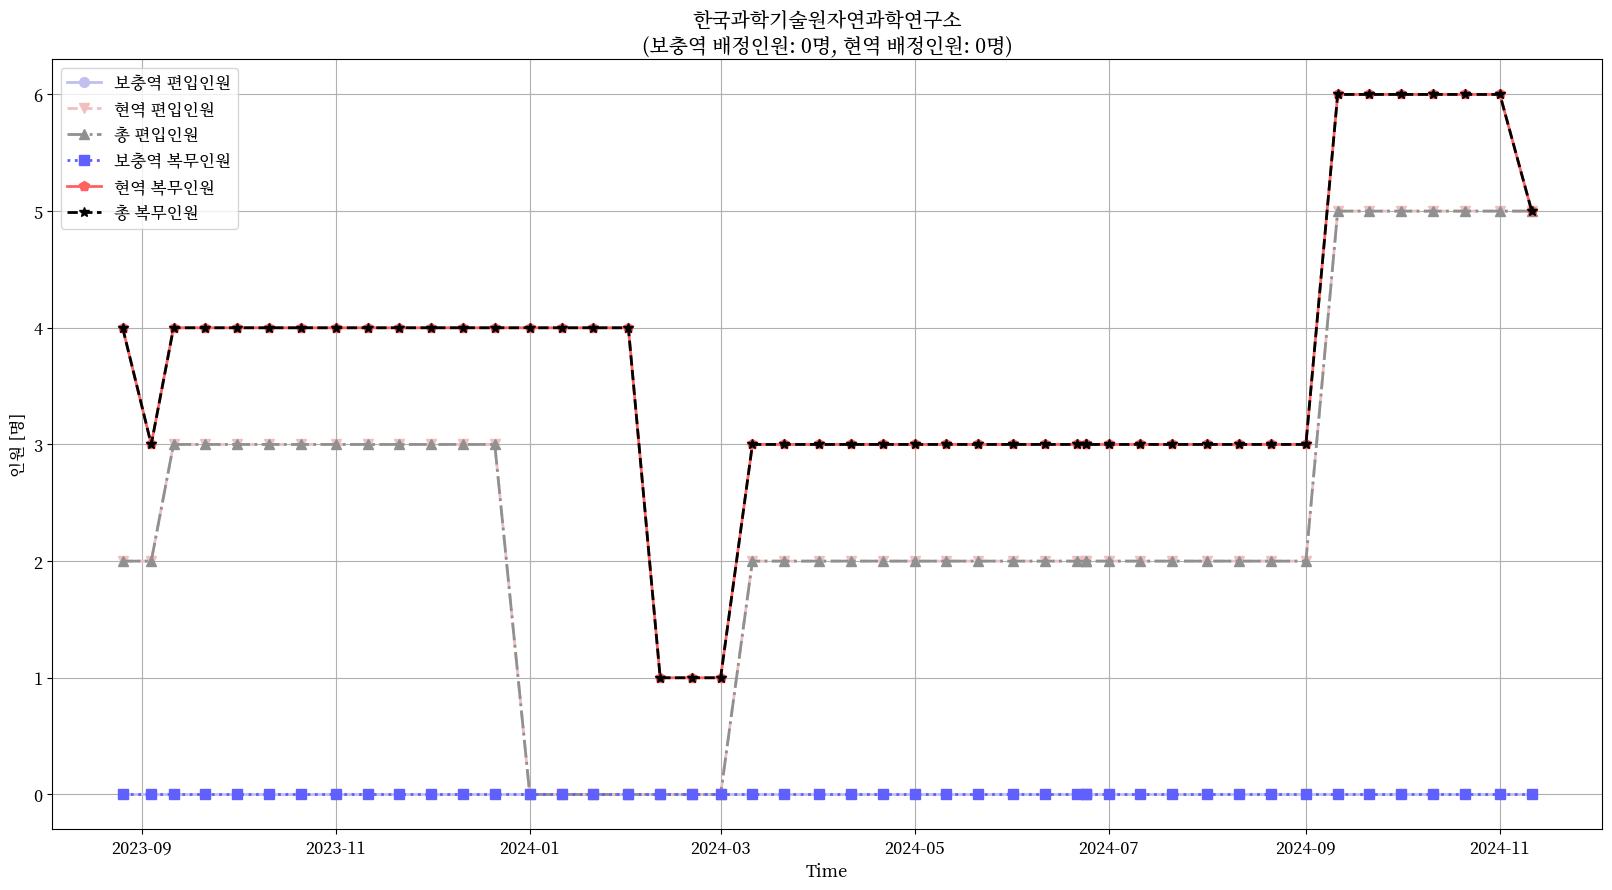 한국과학기술원자연과학연구소
(보충역 배정인원: 0명, 현역 배정인원: 0명)
보충역 편입인원
현역 편입인원
총 편입인원
보충역 복무인원
현역 복무인원
총 복무인원
인원 [명]
6
5
4
3
2
1
0
2023-09 2023-11 2024-01 2024-03 2024-05 2024-07 2024-09 2024-11
Time